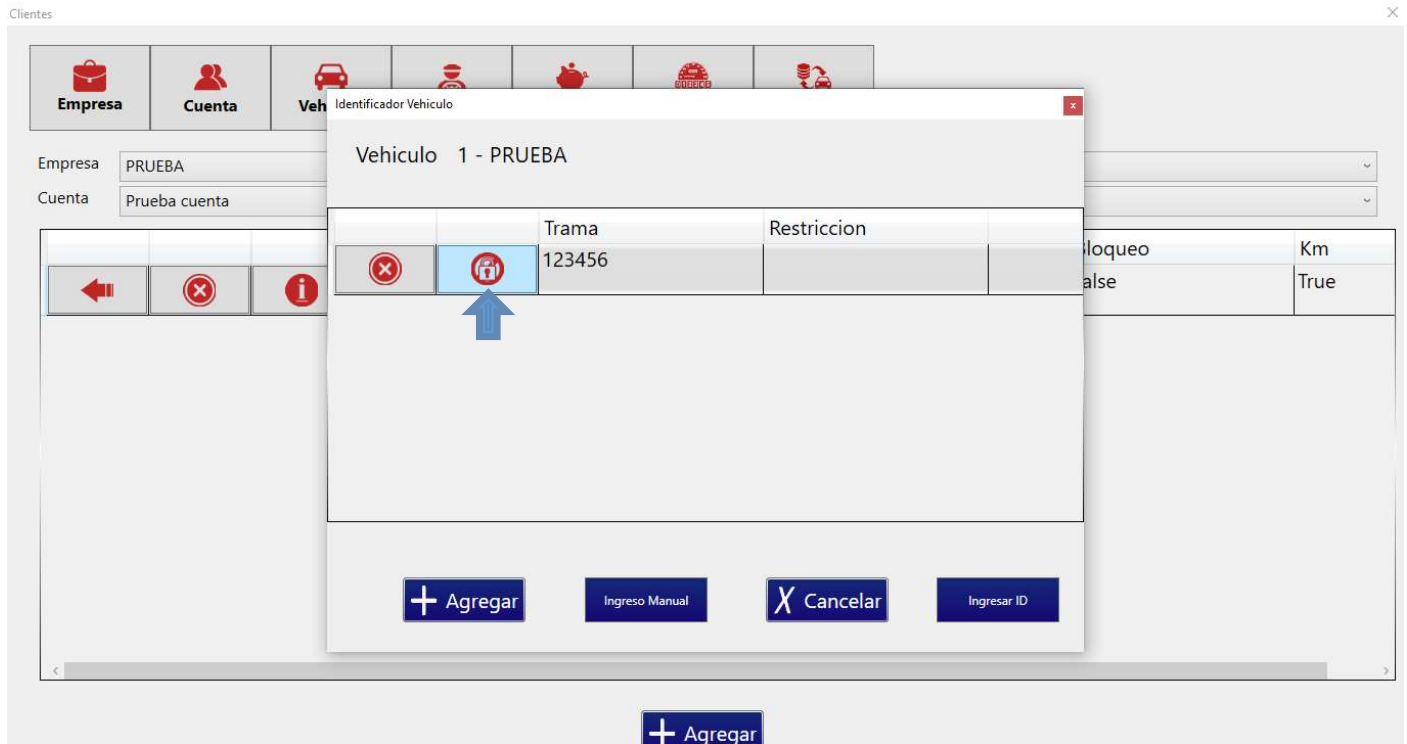 Clientes
Empresa
Cuenta
Veh
Identificador Vehiculo
Vehiculo 1 - PRUEBA
Empresa PRUEBA
Cuenta Prueba cuenta
Trama Restriccion
123456
loqueo Km
alse True
Agregar Ingreso Manual X Cancelar Ingresar ID
Agregar